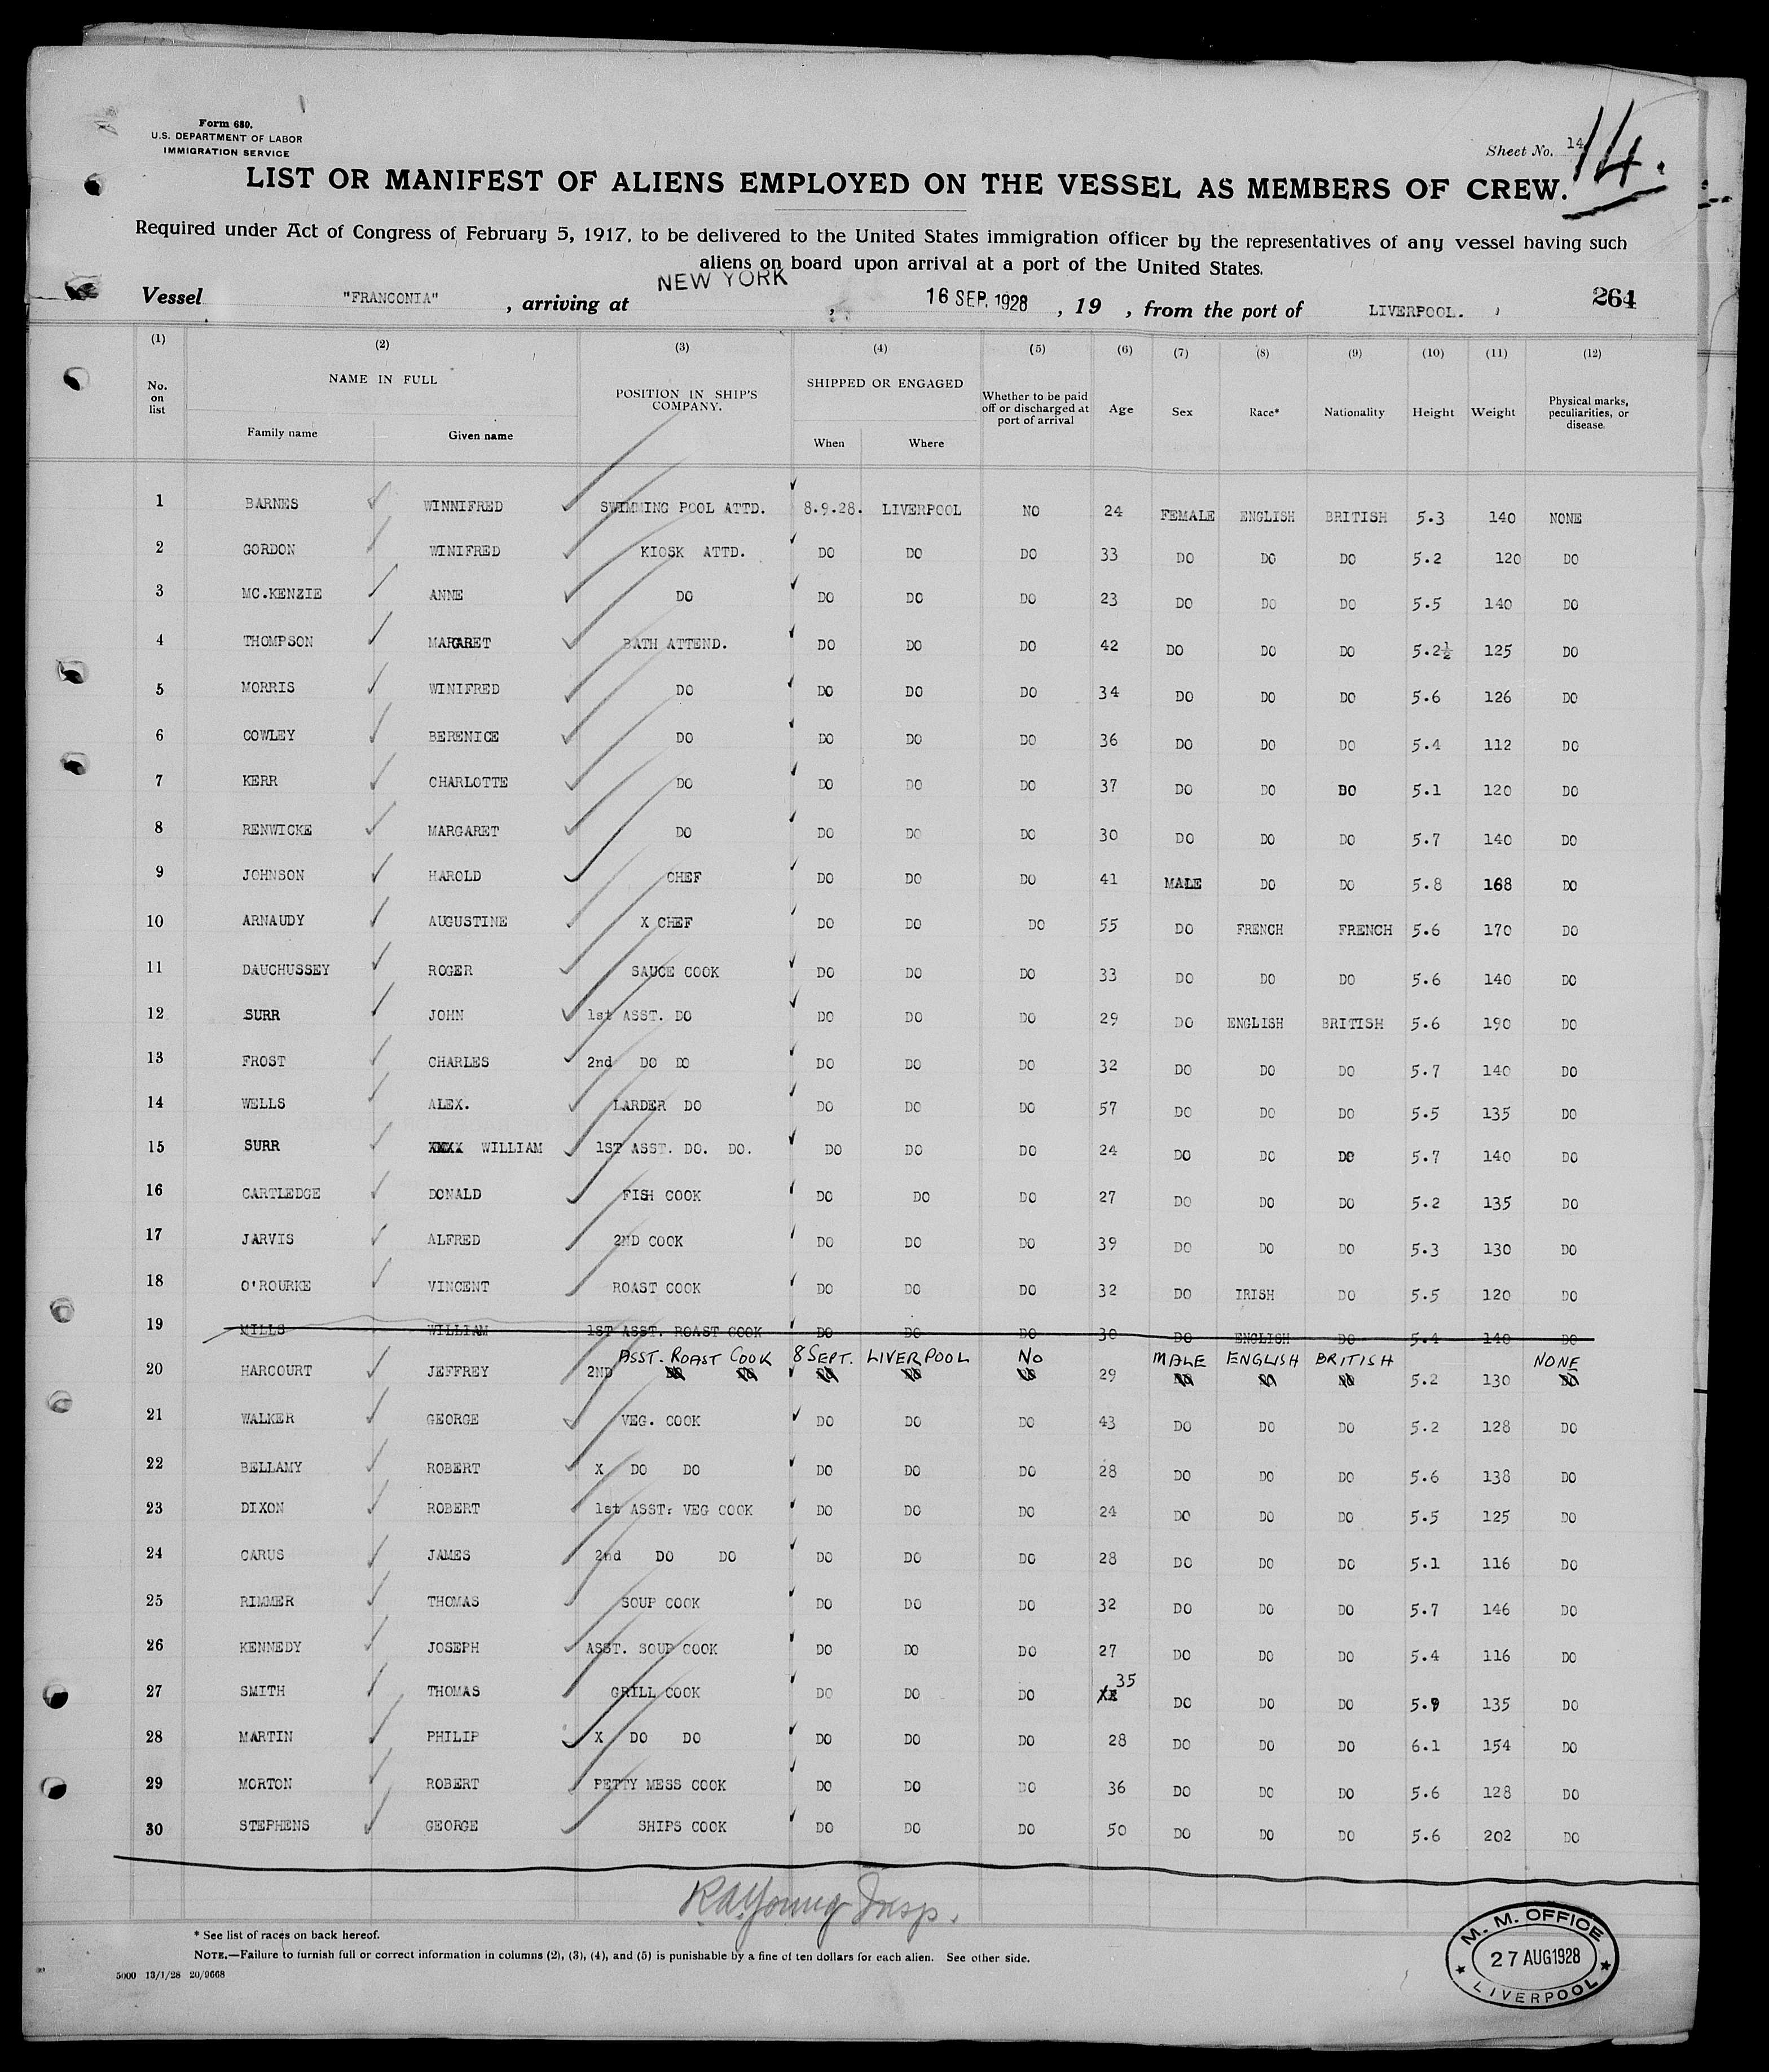 Form 680.
U.S. DEPARTMENT OF LABOR
IMMIGRATION SERVICE
Sheet No. 14
14.
LIST OR MANIFEST OF ALIENS EMPLOYED ON THE VESSEL AS MEMBERS OF CREW.
Required under Act of Congress of February 5, 1917, to be delivered to the United States immigration officer by the representatives of any vessel having such
aliens on board upon arrival at a port of the United States.
Vessel "FRANCONIA", arriving at NEW YORK, 16 SEP. 1928, 19 , from the port of LIVERPOOL. 264
(1) (2) (3) (4) (5) (6) (7) (8) (9) (10) (11) (12)
No. on list NAME IN FULL Family name Given name POSITION IN SHIP'S COMPANY. SHIPPED OR ENGAGED When Where Whether to be paid off or discharged at port of arrival Age Sex Race* Nationality Height Weight Physical marks, peculiarities, or disease.
1 BARNES WINNIFRED SWIMMING POOL ATTD. 8.9.28. LIVERPOOL NO 24 FEMALE ENGLISH BRITISH 5.3 140 NONE
2 GORDON WINIFRED KIOSK ATTD. DO DO DO 33 DO DO DO 5.2 120 DO
3 MC.KENZIE ANNE DO DO DO DO 23 DO DO DO 5.5 140 DO
4 THOMPSON MARGARET BATH ATTEND. DO DO DO 42 DO DO DO 5.2½ 125 DO
5 MORRIS WINIFRED DO DO DO DO 34 DO DO DO 5.6 126 DO
6 COWLEY BERENICE DO DO DO DO 36 DO DO DO 5.4 112 DO
7 KERR CHARLOTTE DO DO DO DO 37 DO DO DO 5.1 120 DO
8 RENWICKE MARGARET DO DO DO DO 30 DO DO DO 5.7 140 DO
9 JOHNSON HAROLD CHEF DO DO DO 41 MALE DO DO 5.8 168 DO
10 ARNAUDY AUGUSTINE X CHEF DO DO DO 55 DO FRENCH FRENCH 5.6 170 DO
11 DAUCHUSSEY ROGER SAUCE COOK DO DO DO 33 DO DO DO 5.6 140 DO
12 SURR JOHN 1st ASST. DO DO DO DO 29 DO ENGLISH BRITISH 5.6 190 DO
13 FROST CHARLES 2nd DO DO DO DO DO 32 DO DO DO 5.7 140 DO
14 WELLS ALEX. LARDER DO DO DO DO 57 DO DO DO 5.5 135 DO
15 SURR XXXX WILLIAM 1ST ASST. DO. DO. DO DO DO 24 DO DO DO 5.7 140 DO
16 CARTLEDGE DONALD FISH COOK DO DO DO 27 DO DO DO 5.2 135 DO
17 JARVIS ALFRED 2ND COOK DO DO DO 39 DO DO DO 5.3 130 DO
18 O'ROURKE VINCENT ROAST COOK DO DO DO 32 DO IRISH DO 5.5 120 DO
19 MILLS WILLIAM 1ST ASST. ROAST COOK DO DO DO 30 DO ENGLISH DO 5.4 140 DO
20 HARCOURT JEFFREY 2ND ASST. ROAST COOK 8 SEPT. LIVERPOOL No 29 MALE ENGLISH BRITISH 5.2 130 NONE
21 WALKER GEORGE VEG. COOK DO DO DO 43 DO DO DO 5.2 128 DO
22 BELLAMY ROBERT X DO DO DO DO DO 28 DO DO DO 5.6 138 DO
23 DIXON ROBERT 1st ASST: VEG COOK DO DO DO 24 DO DO DO 5.5 125 DO
24 CARUS JAMES 2nd DO DO DO DO DO 28 DO DO DO 5.1 116 DO
25 RIMMER THOMAS SOUP COOK DO DO DO 32 DO DO DO 5.7 146 DO
26 KENNEDY JOSEPH ASST. SOUP COOK DO DO DO 27 DO DO DO 5.4 116 DO
27 SMITH THOMAS GRILL COOK DO DO DO 35 DO DO DO 5.9 135 DO
28 MARTIN PHILIP X DO DO DO DO DO 28 DO DO DO 6.1 154 DO
29 MORTON ROBERT PETTY MESS COOK DO DO DO 36 DO DO DO 5.6 128 DO
30 STEPHENS GEORGE SHIPS COOK DO DO DO 50 DO DO DO 5.6 202 DO
R.A. Young Insp.
* See list of races on back hereof.
NOTE.—Failure to furnish full or correct information in columns (2), (3), (4), and (5) is punishable by a fine of ten dollars for each alien. See other side.
5000 13/1/28 20/9668
M. M. OFFICE
27 AUG 1928
LIVERPOOL